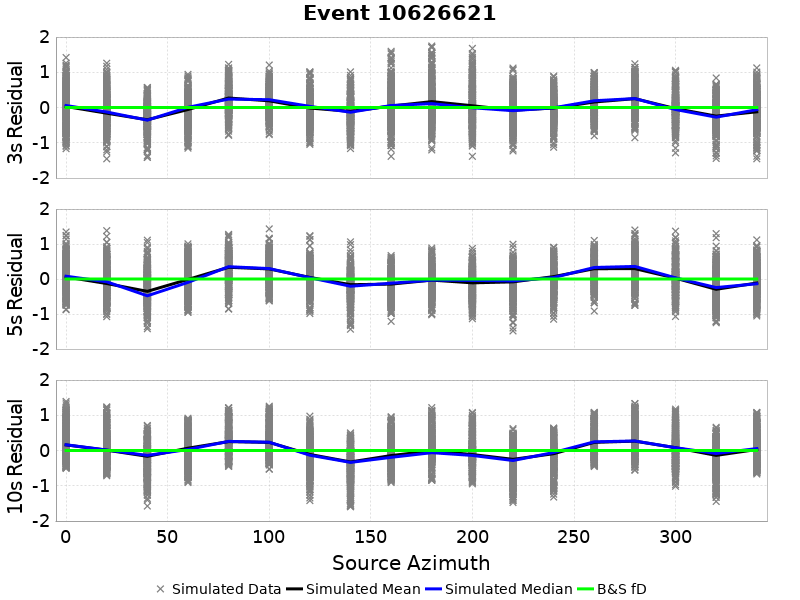 Event 10626621
3s Residual
2
1
0
-1
-2
5s Residual
2
1
0
-1
-2
10s Residual
2
1
0
-1
-2
0 50 100 150 200 250 300
Source Azimuth
Simulated Data Simulated Mean Simulated Median B&S fD